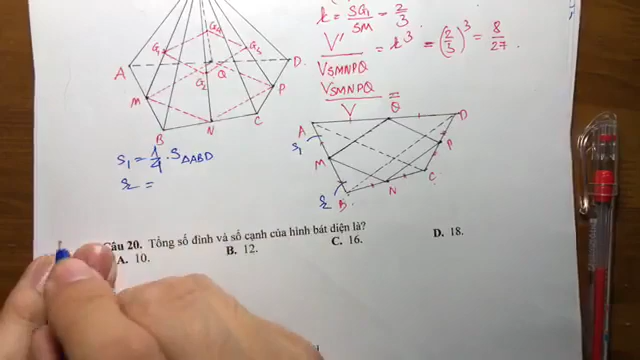 k = SG₁/SM = 2/3
V'/V_SMNPQ = k³ = (2/3)³ = 8/27.
V_SMNPQ/V =
G₁ G₃ G₂
A Q D
M P
B N C
A Q D
S₁ M P
S₂ B N C
S₁ = 1/4 . S_ΔABD
S₂ =
Câu 20. Tổng số đỉnh và số cạnh của hình bát diện là?
A. 10. B. 12. C. 16. D. 18.